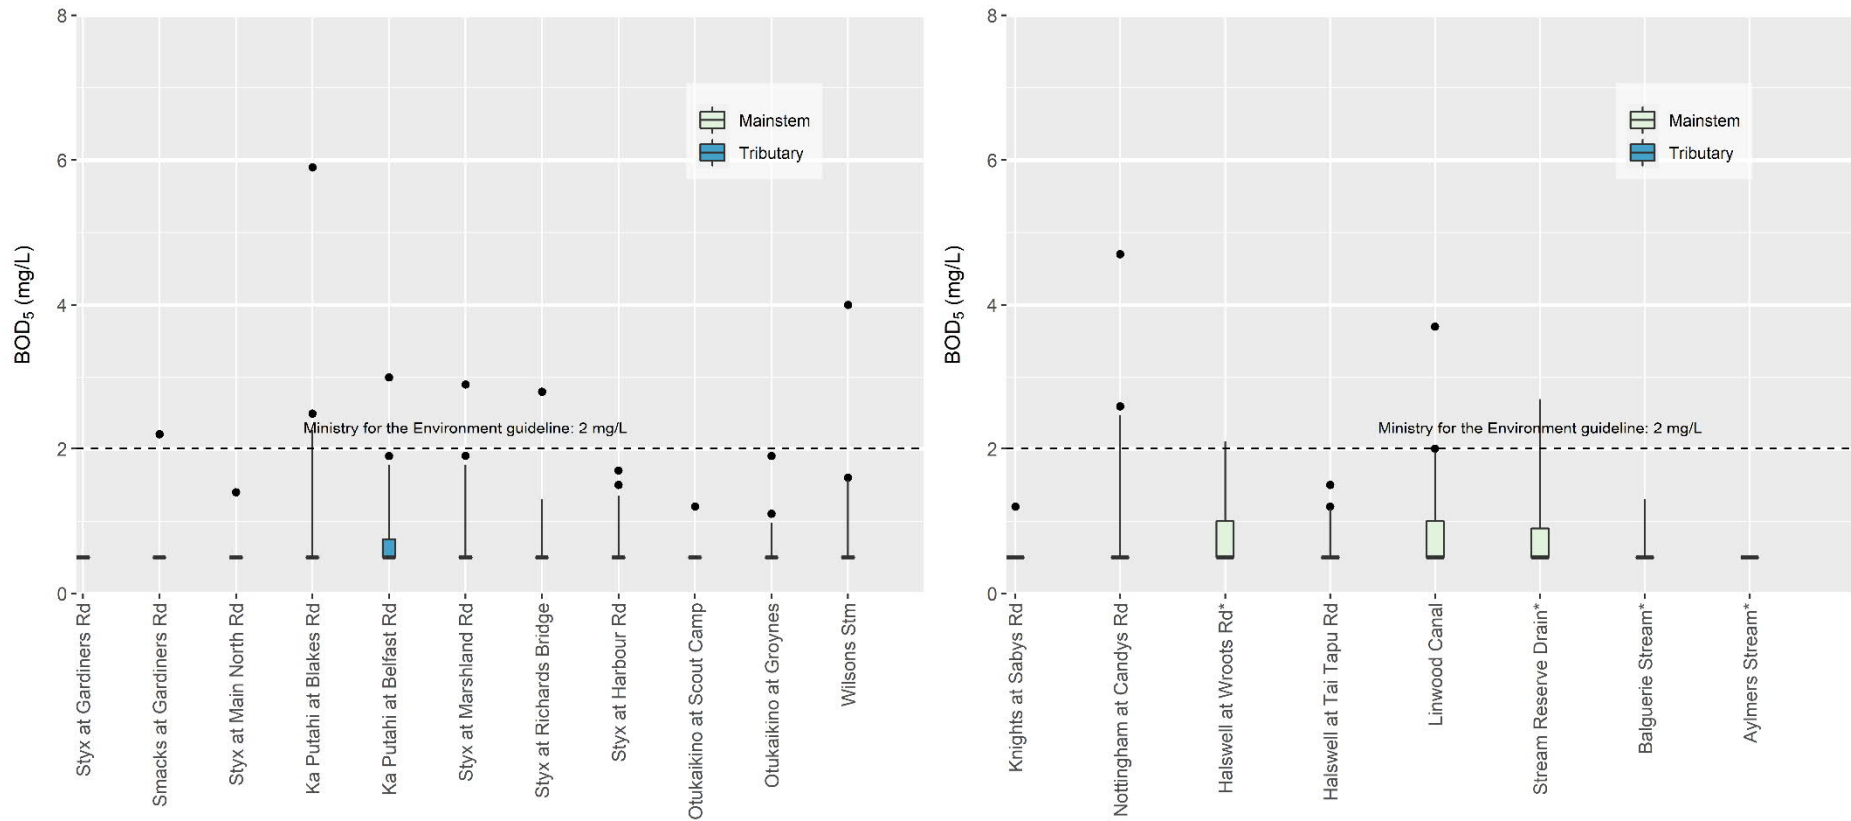 8
6
4
2
0
BOD5 (mg/L)
Mainstem
Tributary
Ministry for the Environment guideline: 2 mg/L
Styx at Gardiners Rd
Smacks at Gardiners Rd
Styx at Main North Rd
Ka Putahi at Blakes Rd
Ka Putahi at Belfast Rd
Styx at Marshland Rd
Styx at Richards Bridge
Styx at Harbour Rd
Otukaikino at Scout Camp
Otukaikino at Groynes
Wilsons Stm
8
6
4
2
0
BOD5 (mg/L)
Mainstem
Tributary
Ministry for the Environment guideline: 2 mg/L
Knights at Sabys Rd
Nottingham at Candys Rd
Halswell at Wroots Rd*
Halswell at Tai Tapu Rd
Linwood Canal
Stream Reserve Drain*
Balguerie Stream*
Aylmers Stream*